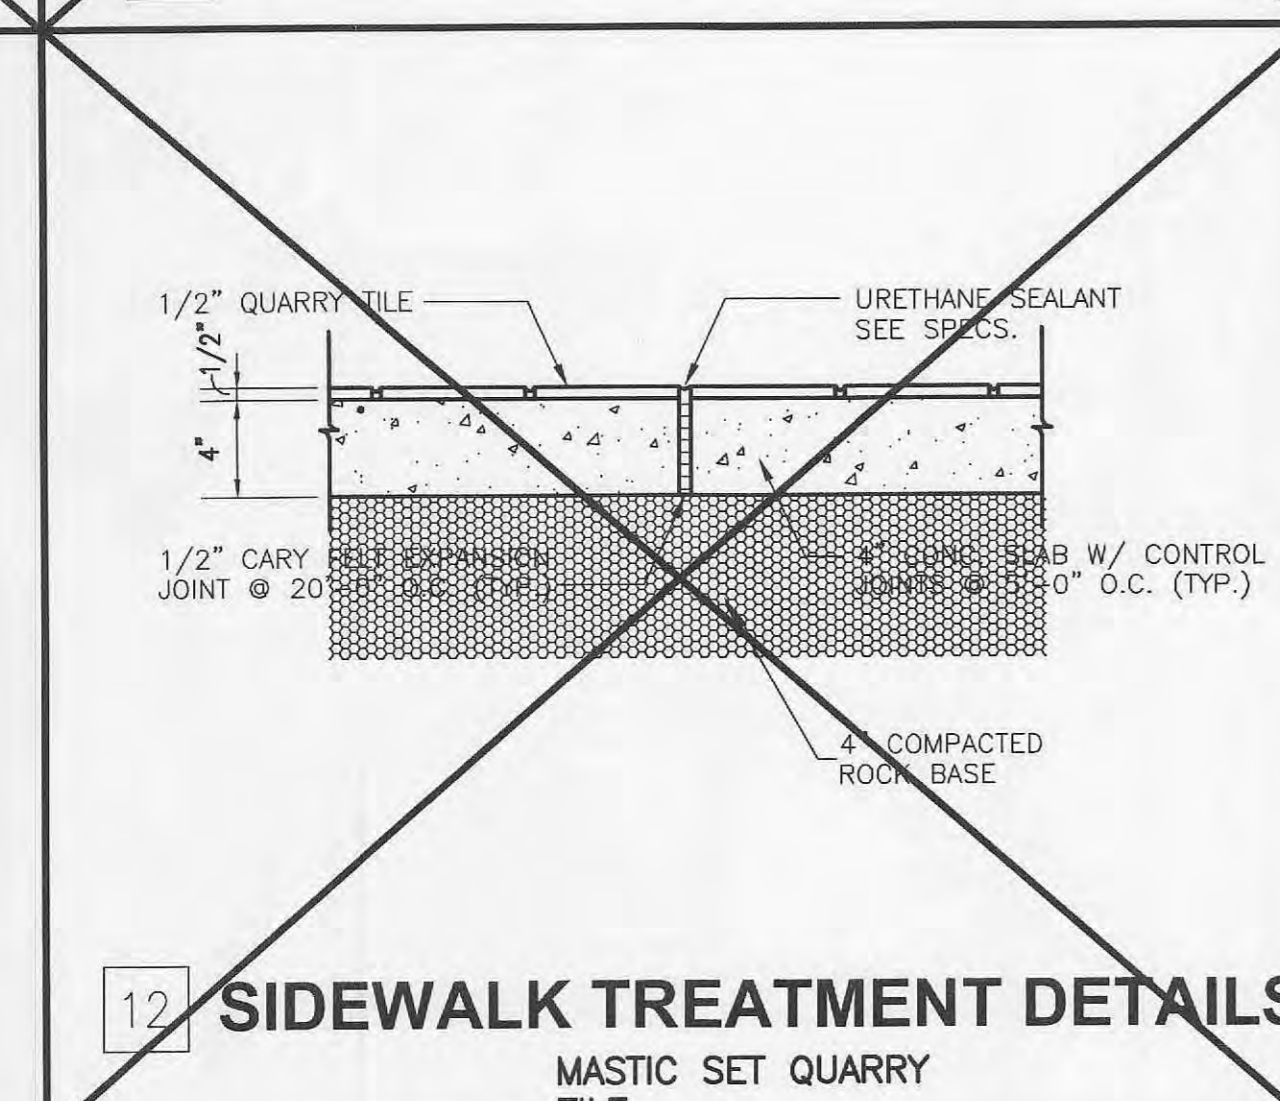 1/2" QUARRY TILE
URETHANE SEALANT
SEE SPECS.
1/2"
4"
1/2" CARY FELT EXPANSION
JOINT @ 20'-0" O.C. (TYP.)
4" CONC. SLAB W/ CONTROL
JOINTS @ 5'-0" O.C. (TYP.)
4" COMPACTED
ROCK BASE
12
SIDEWALK TREATMENT DETAILS
MASTIC SET QUARRY
TILE